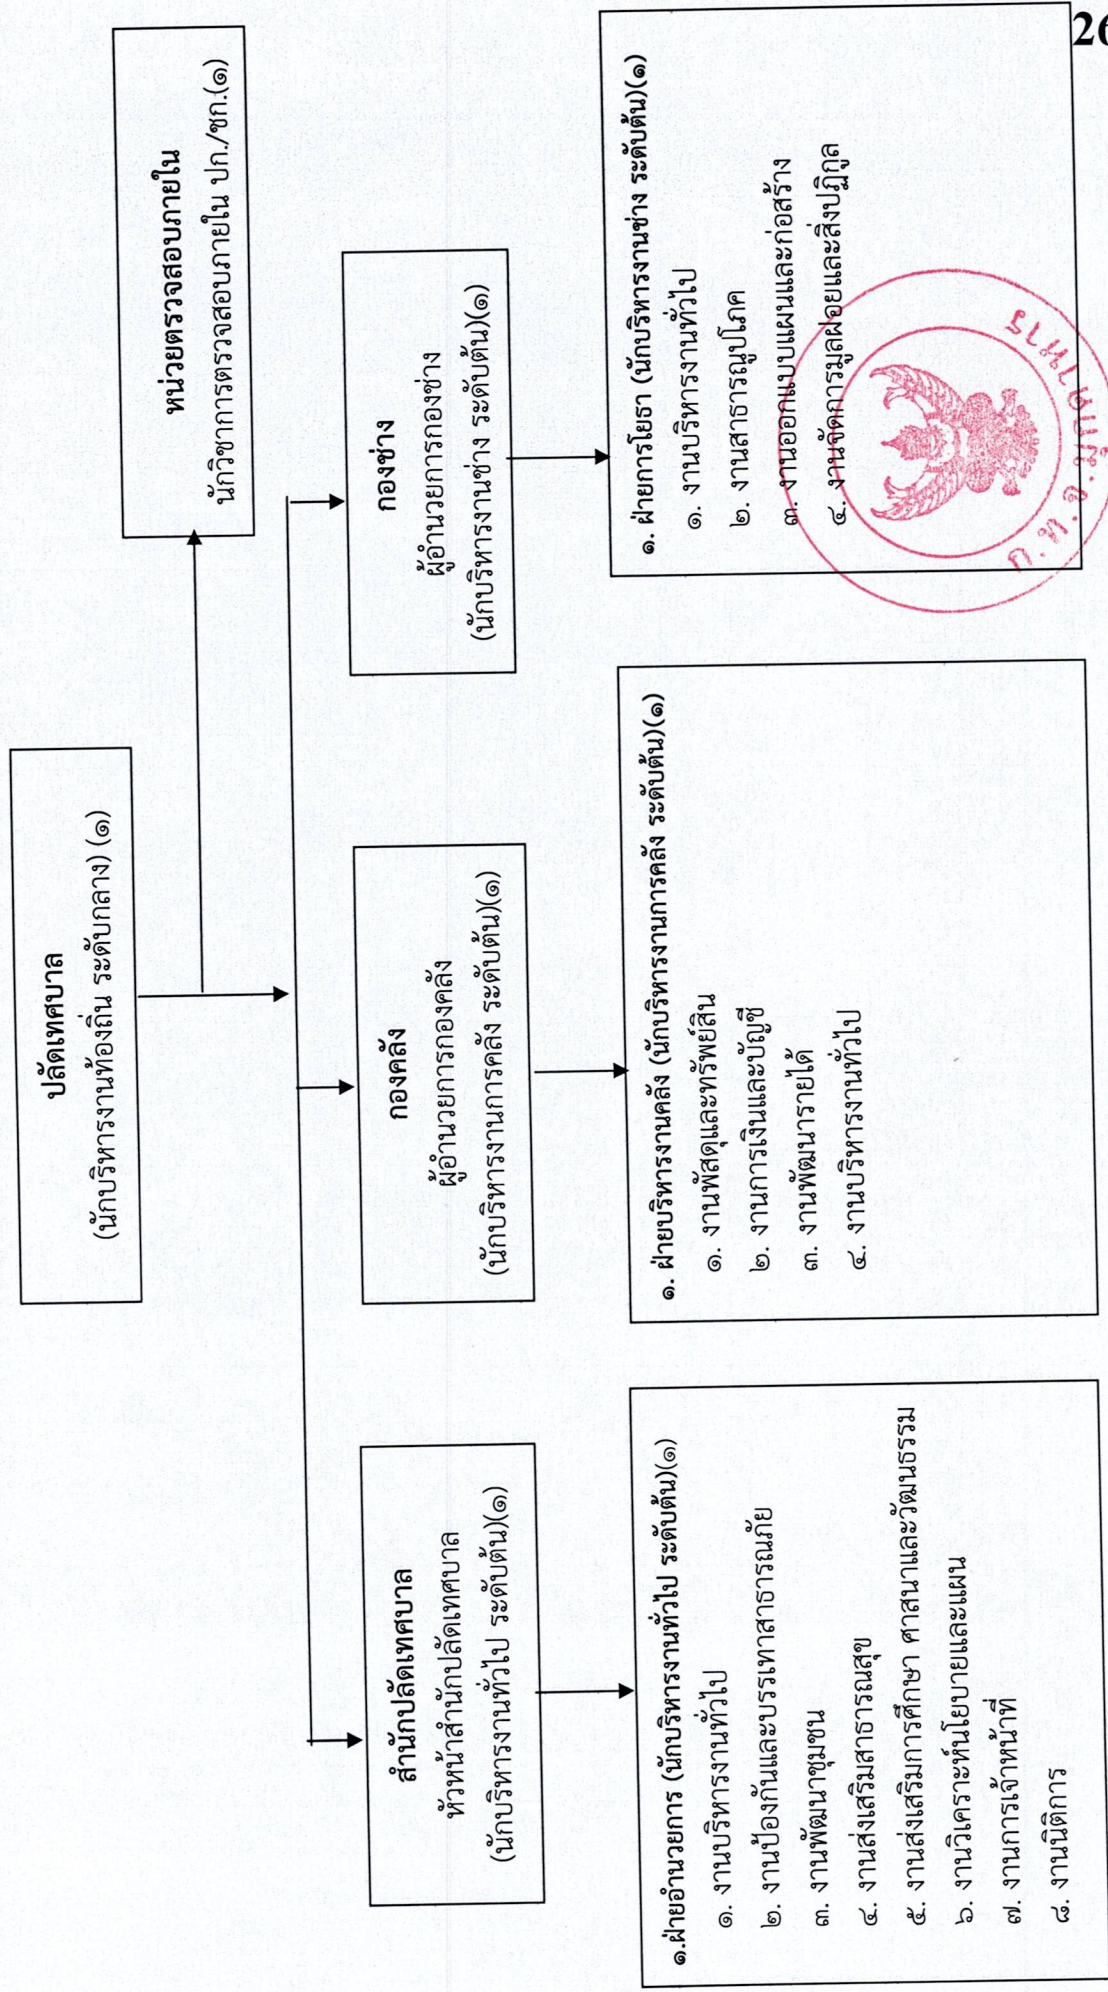 26
ปลัดเทศบาล
(นักบริหารงานท้องถิ่น ระดับกลาง) (๑)
หน่วยตรวจสอบภายใน
นักวิชาการตรวจสอบภายใน ปก./ชก.(๑)
สำนักปลัดเทศบาล
หัวหน้าสำนักปลัดเทศบาล
(นักบริหารงานทั่วไป ระดับต้น)(๑)
กองคลัง
ผู้อำนวยการกองคลัง
(นักบริหารงานการคลัง ระดับต้น)(๑)
กองช่าง
ผู้อำนวยการกองช่าง
(นักบริหารงานช่าง ระดับต้น)(๑)
๑.ฝ่ายอำนวยการ (นักบริหารงานทั่วไป ระดับต้น)(๑)
๑. งานบริหารงานทั่วไป
๒. งานป้องกันและบรรเทาสาธารณภัย
๓. งานพัฒนาชุมชน
๔. งานส่งเสริมสาธารณสุข
๕. งานส่งเสริมการศึกษา ศาสนาและวัฒนธรรม
๖. งานวิเคราะห์นโยบายและแผน
๗. งานการเจ้าหน้าที่
๘. งานนิติการ
๑. ฝ่ายบริหารงานคลัง (นักบริหารงานการคลัง ระดับต้น)(๑)
๑. งานพัสดุและทรัพย์สิน
๒. งานการเงินและบัญชี
๓. งานพัฒนารายได้
๔. งานบริหารงานทั่วไป
๑. ฝ่ายการโยธา (นักบริหารงานช่าง ระดับต้น)(๑)
๑. งานบริหารงานทั่วไป
๒. งานสาธารณูปโภค
๓. งานออกแบบแผนและก่อสร้าง
๔. งานจัดการมูลฝอยและสิ่งปฏิกูล
ก.ท.จ.มุกดาหาร